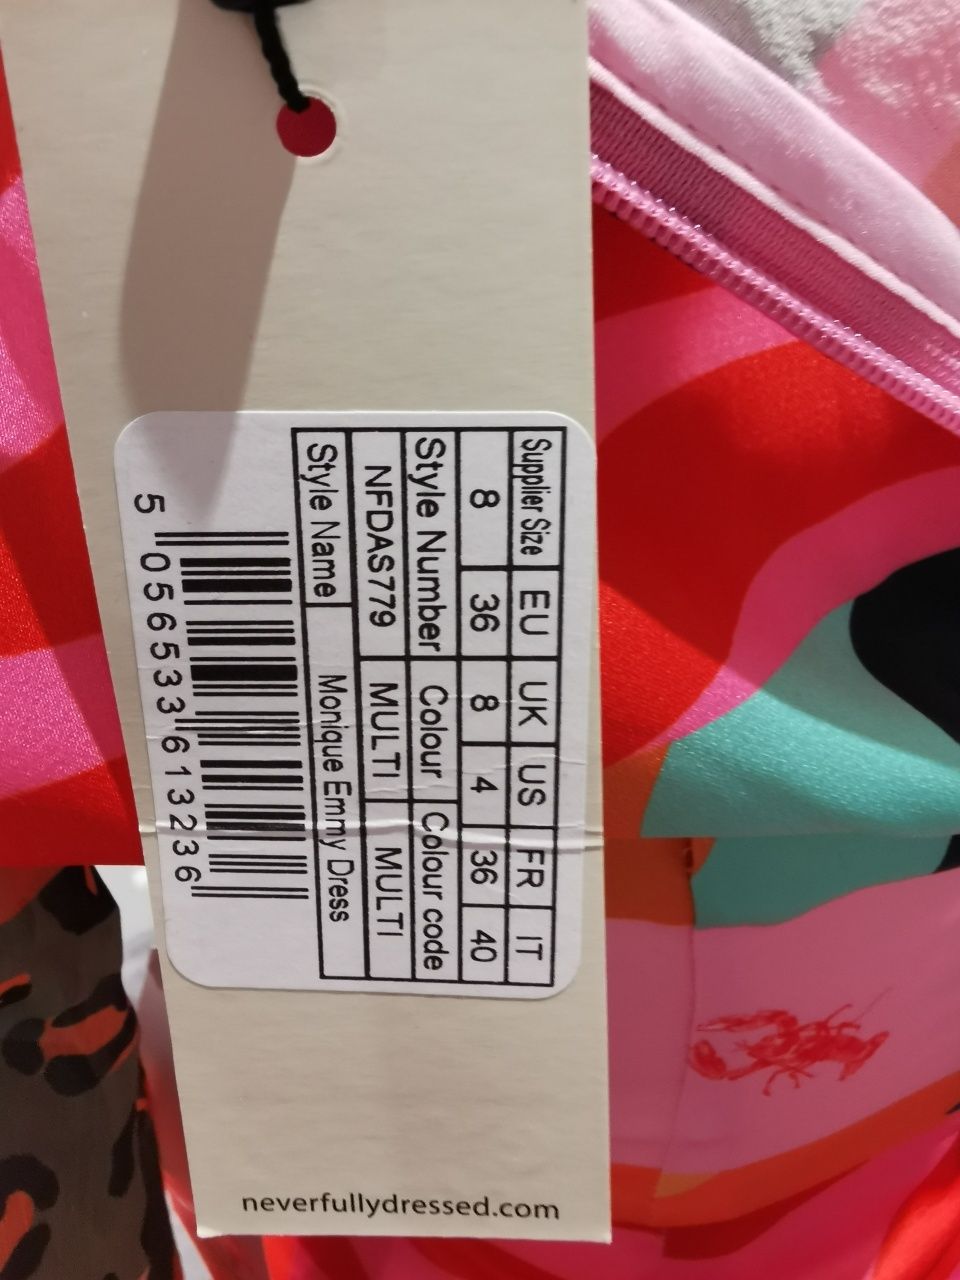 Supplier Size EU UK US FR IT
8 36 8 4 36 40
Style Number Colour Colour code
NFDAS779 MULTI MULTI
Style Name Monique Emmy Dress
5 056533 613236
neverfullydressed.com